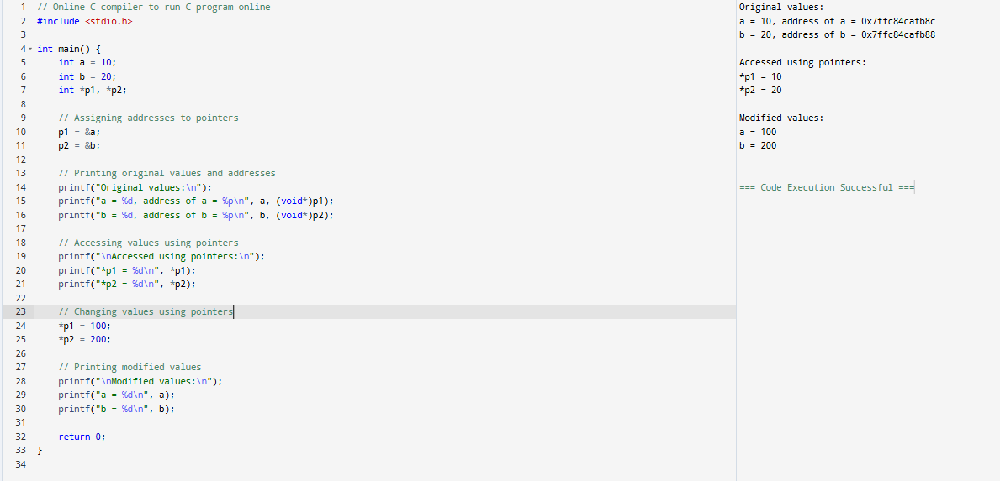 1 // Online C compiler to run C program online
2 #include <stdio.h>
3
4 int main() {
5     int a = 10;
6     int b = 20;
7     int *p1, *p2;
8
9     // Assigning addresses to pointers
10     p1 = &a;
11     p2 = &b;
12
13     // Printing original values and addresses
14     printf("Original values:\n");
15     printf("a = %d, address of a = %p\n", a, (void*)p1);
16     printf("b = %d, address of b = %p\n", b, (void*)p2);
17
18     // Accessing values using pointers
19     printf("\nAccessed using pointers:\n");
20     printf("*p1 = %d\n", *p1);
21     printf("*p2 = %d\n", *p2);
22
23     // Changing values using pointers
24     *p1 = 100;
25     *p2 = 200;
26
27     // Printing modified values
28     printf("\nModified values:\n");
29     printf("a = %d\n", a);
30     printf("b = %d\n", b);
31
32     return 0;
33 }
34
Original values:
a = 10, address of a = 0x7ffc84cafb8c
b = 20, address of b = 0x7ffc84cafb88

Accessed using pointers:
*p1 = 10
*p2 = 20

Modified values:
a = 100
b = 200

=== Code Execution Successful ===